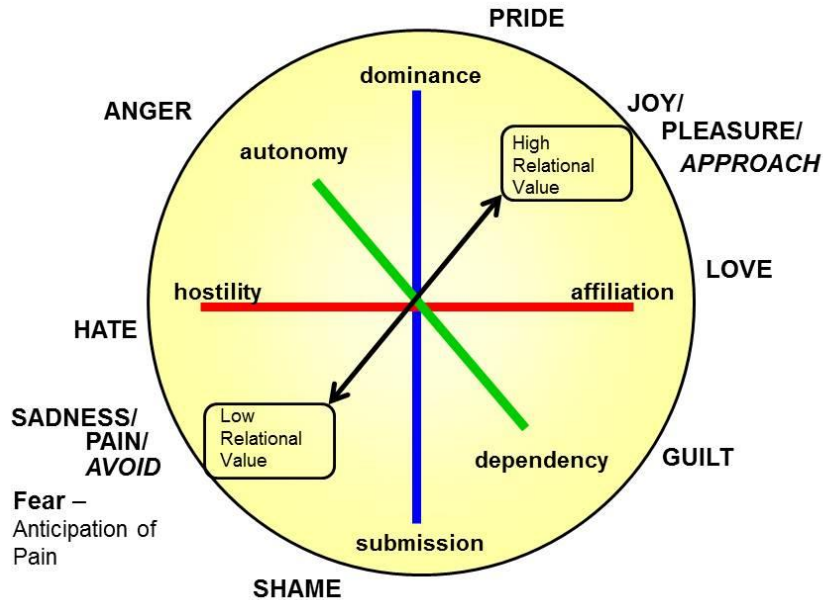 PRIDE
dominance
JOY/
PLEASURE/
APPROACH
ANGER
High
Relational
Value
autonomy
LOVE
hostility
affiliation
HATE
Low
Relational
Value
SADNESS/
PAIN/
AVOID
GUILT
dependency
Fear –
Anticipation of
Pain
submission
SHAME